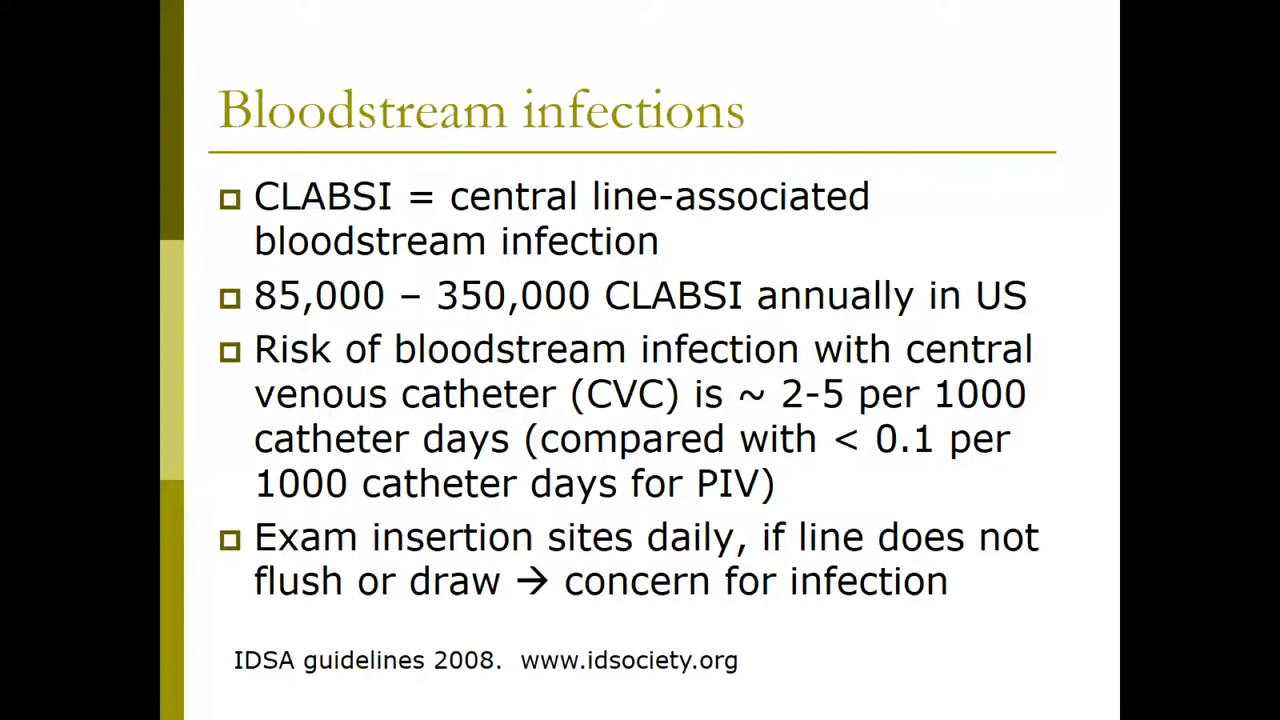 Bloodstream infections
CLABSI = central line-associated
bloodstream infection
85,000 – 350,000 CLABSI annually in US
Risk of bloodstream infection with central
venous catheter (CVC) is ~ 2-5 per 1000
catheter days (compared with < 0.1 per
1000 catheter days for PIV)
Exam insertion sites daily, if line does not
flush or draw → concern for infection
IDSA guidelines 2008. www.idsociety.org